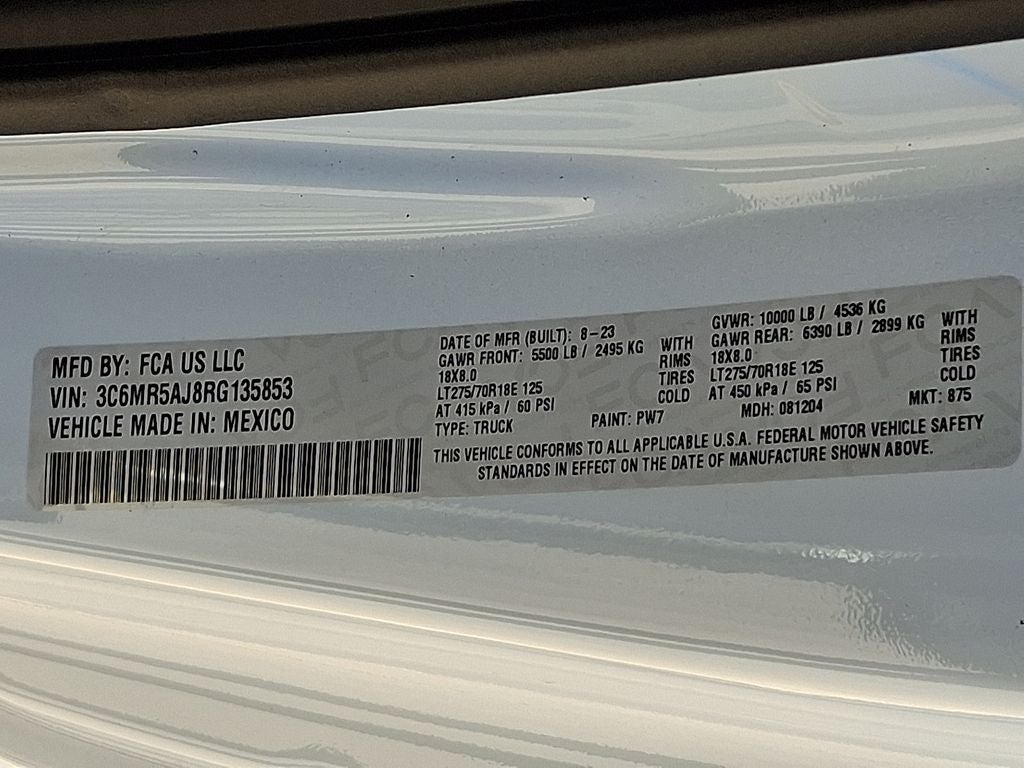 MFD BY: FCA US LLC
VIN: 3C6MR5AJ8RG135853
VEHICLE MADE IN: MEXICO
DATE OF MFR (BUILT): 8-23
GAWR FRONT: 5500 LB / 2495 KG WITH
18X8.0 RIMS
LT275/70R18E 125 TIRES
AT 415 kPa / 60 PSI COLD
TYPE: TRUCK
PAINT: PW7
GVWR: 10000 LB / 4536 KG
GAWR REAR: 6390 LB / 2899 KG WITH
18X8.0 RIMS
LT275/70R18E 125 TIRES
AT 450 kPa / 65 PSI COLD
MDH: 081204
MKT: 875
THIS VEHICLE CONFORMS TO ALL APPLICABLE U.S.A. FEDERAL MOTOR VEHICLE SAFETY
STANDARDS IN EFFECT ON THE DATE OF MANUFACTURE SHOWN ABOVE.